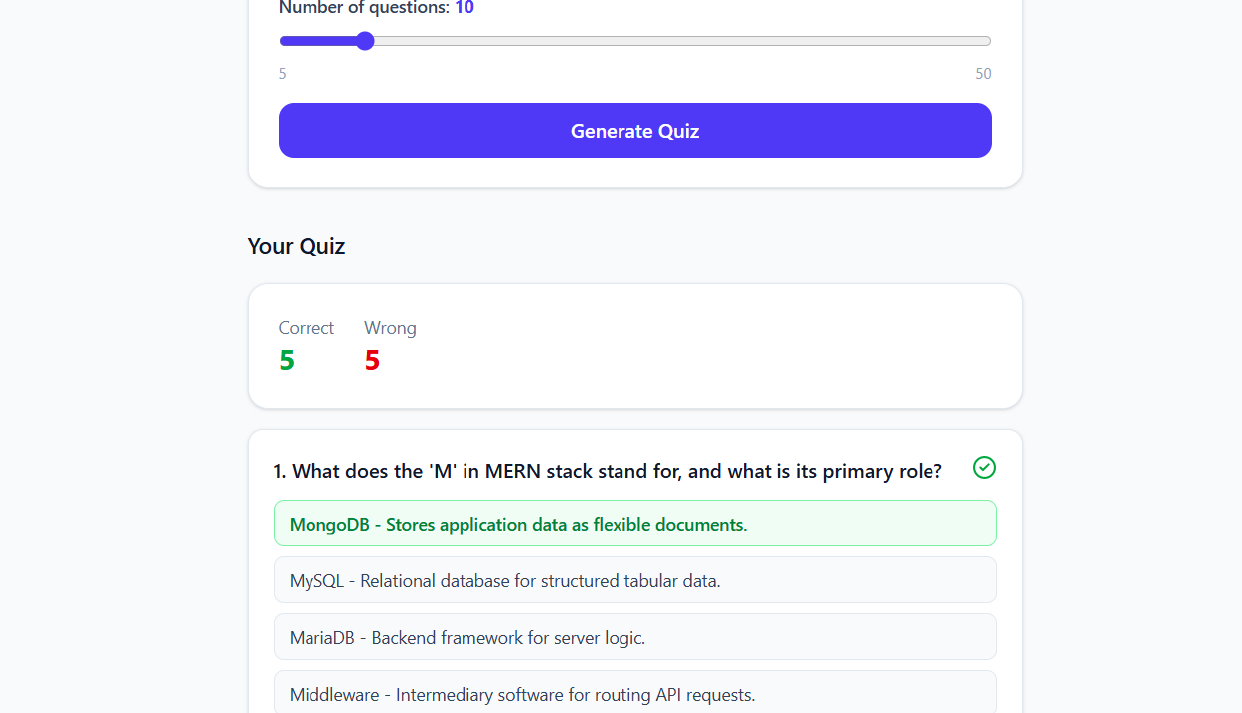 Number of questions: 10
5 50
Generate Quiz
Your Quiz
Correct Wrong
5 5
1. What does the 'M' in MERN stack stand for, and what is its primary role?
MongoDB - Stores application data as flexible documents.
MySQL - Relational database for structured tabular data.
MariaDB - Backend framework for server logic.
Middleware - Intermediary software for routing API requests.